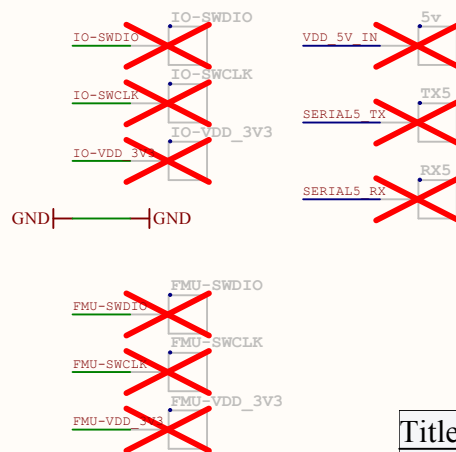 IO-SWDIO
IO-SWDIO
IO-SWCLK
IO-SWCLK
IO-VDD_3V3
IO-VDD_3V3
GND GND
FMU-SWDIO
FMU-SWDIO
FMU-SWCLK
FMU-SWCLK
FMU-VDD_3V3
FMU-VDD_3V3
5v
VDD_5V_IN
TX5
SERIAL5_TX
RX5
SERIAL5_RX
Title